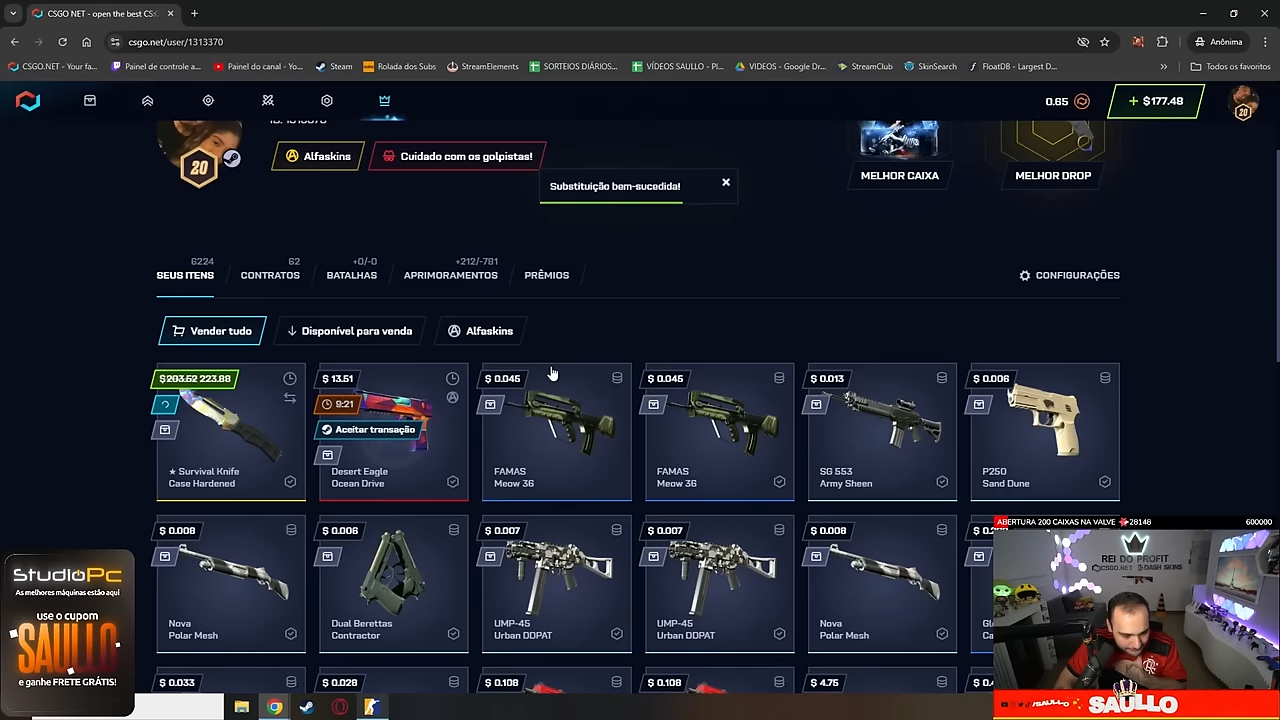 CSGO NET - open the best CS:
csgo.net/user/1313370
Anônima
CSGO.NET - Your fa...
Painel de controle a...
Painel do canal - Yo...
Steam
Rolada dos Subs
StreamElements
SORTEIOS DIÁRIOS...
VÍDEOS SAULLO - Pl...
VIDEOS - Google Dr...
StreamClub
SkinSearch
FloatDB - Largest D...
Todos os favoritos
0.65
+ $177.48
20
20
Alfaskins
Cuidado com os golpistas!
Substituição bem-sucedida!
MELHOR CAIXA
MELHOR DROP
6224
SEUS ITENS
62
CONTRATOS
+0/-0
BATALHAS
+212/-781
APRIMORAMENTOS
PRÊMIOS
CONFIGURAÇÕES
Vender tudo
Disponível para venda
Alfaskins
$203.52 223.88
★ Survival Knife
Case Hardened
$ 13.51
9:21
Aceitar transação
Desert Eagle
Ocean Drive
$ 0.045
FAMAS
Meow 36
$ 0.045
FAMAS
Meow 36
$ 0.013
SG 553
Army Sheen
$ 0.006
P250
Sand Dune
$ 0.008
Nova
Polar Mesh
$ 0.006
Dual Berettas
Contractor
$ 0.007
UMP-45
Urban DDPAT
$ 0.007
UMP-45
Urban DDPAT
$ 0.008
Nova
Polar Mesh
$ 0.033
$ 0.028
$ 0.108
$ 0.108
$ 4.75
ABERTURA 200 CAIXAS NA VALVE
28148
600000
REI DO PROFIT
CSGO.NET
DASH SKINS
/SAULLO
SAULLO
StudioPc
As melhores máquinas estão aqui
use o cupom
SAULLO
e ganhe FRETE GRÁTIS!